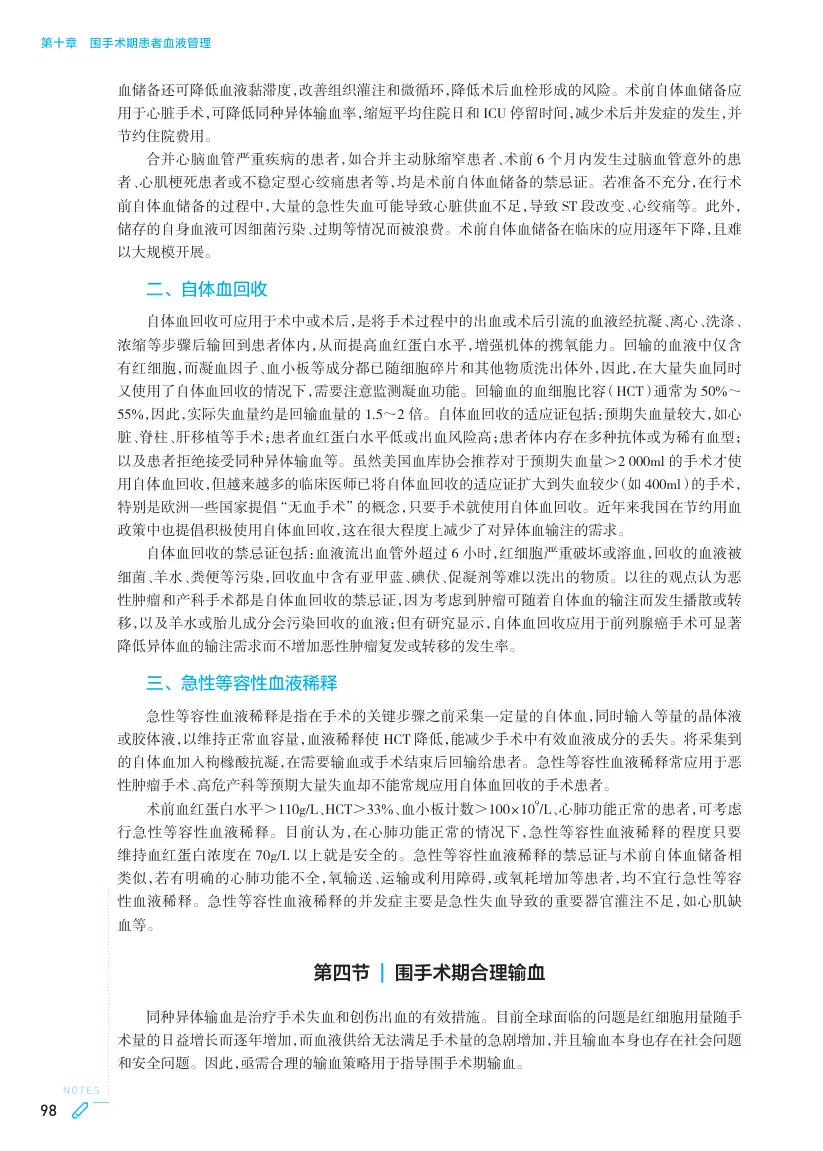 第十章 围手术期患者血液管理
血储备还可降低血液黏滞度,改善组织灌注和微循环,降低术后血栓形成的风险。术前自体血储备应
用于心脏手术,可降低同种异体输血率,缩短平均住院日和 ICU 停留时间,减少术后并发症的发生,并
节约住院费用。
合并心脑血管严重疾病的患者,如合并主动脉缩窄患者、术前 6 个月内发生过脑血管意外的患
者、心肌梗死患者或不稳定型心绞痛患者等,均是术前自体血储备的禁忌证。若准备不充分,在行术
前自体血储备的过程中,大量的急性失血可能导致心脏供血不足,导致 ST 段改变、心绞痛等。此外,
储存的自身血液可因细菌污染、过期等情况而被浪费。术前自体血储备在临床的应用逐年下降,且难
以大规模开展。
二、自体血回收
自体血回收可应用于术中或术后,是将手术过程中的出血或术后引流的血液经抗凝、离心、洗涤、
浓缩等步骤后输回到患者体内,从而提高血红蛋白水平,增强机体的携氧能力。回输的血液中仅含
有红细胞,而凝血因子、血小板等成分都已随细胞碎片和其他物质洗出体外,因此,在大量失血同时
又使用了自体血回收的情况下,需要注意监测凝血功能。回输血的血细胞比容(HCT)通常为 50%～
55%,因此,实际失血量约是回输血量的 1.5～2 倍。自体血回收的适应证包括:预期失血量较大,如心
脏、脊柱、肝移植等手术;患者血红蛋白水平低或出血风险高;患者体内存在多种抗体或为稀有血型;
以及患者拒绝接受同种异体输血等。虽然美国血库协会推荐对于预期失血量＞2 000ml 的手术才使
用自体血回收,但越来越多的临床医师已将自体血回收的适应证扩大到失血较少(如 400ml)的手术,
特别是欧洲一些国家提倡“无血手术”的概念,只要手术就使用自体血回收。近年来我国在节约用血
政策中也提倡积极使用自体血回收,这在很大程度上减少了对异体血输注的需求。
自体血回收的禁忌证包括:血液流出血管外超过 6 小时,红细胞严重破坏或溶血,回收的血液被
细菌、羊水、粪便等污染,回收血中含有亚甲蓝、碘伏、促凝剂等难以洗出的物质。以往的观点认为恶
性肿瘤和产科手术都是自体血回收的禁忌证,因为考虑到肿瘤可随着自体血的输注而发生播散或转
移,以及羊水或胎儿成分会污染回收的血液;但有研究显示,自体血回收应用于前列腺癌手术可显著
降低异体血的输注需求而不增加恶性肿瘤复发或转移的发生率。
三、急性等容性血液稀释
急性等容性血液稀释是指在手术的关键步骤之前采集一定量的自体血,同时输入等量的晶体液
或胶体液,以维持正常血容量,血液稀释使 HCT 降低,能减少手术中有效血液成分的丢失。将采集到
的自体血加入枸橼酸抗凝,在需要输血或手术结束后回输给患者。急性等容性血液稀释常应用于恶
性肿瘤手术、高危产科等预期大量失血却不能常规应用自体血回收的手术患者。
术前血红蛋白水平＞110g/L、HCT＞33%、血小板计数＞100×10⁹/L、心肺功能正常的患者,可考虑
行急性等容性血液稀释。目前认为,在心肺功能正常的情况下,急性等容性血液稀释的程度只要
维持血红蛋白浓度在 70g/L 以上就是安全的。急性等容性血液稀释的禁忌证与术前自体血储备相
类似,若有明确的心肺功能不全,氧输送、运输或利用障碍,或氧耗增加等患者,均不宜行急性等容
性血液稀释。急性等容性血液稀释的并发症主要是急性失血导致的重要器官灌注不足,如心肌缺
血等。
第四节 | 围手术期合理输血
同种异体输血是治疗手术失血和创伤出血的有效措施。目前全球面临的问题是红细胞用量随手
术量的日益增长而逐年增加,而血液供给无法满足手术量的急剧增加,并且输血本身也存在社会问题
和安全问题。因此,亟需合理的输血策略用于指导围手术期输血。
NOTES
98